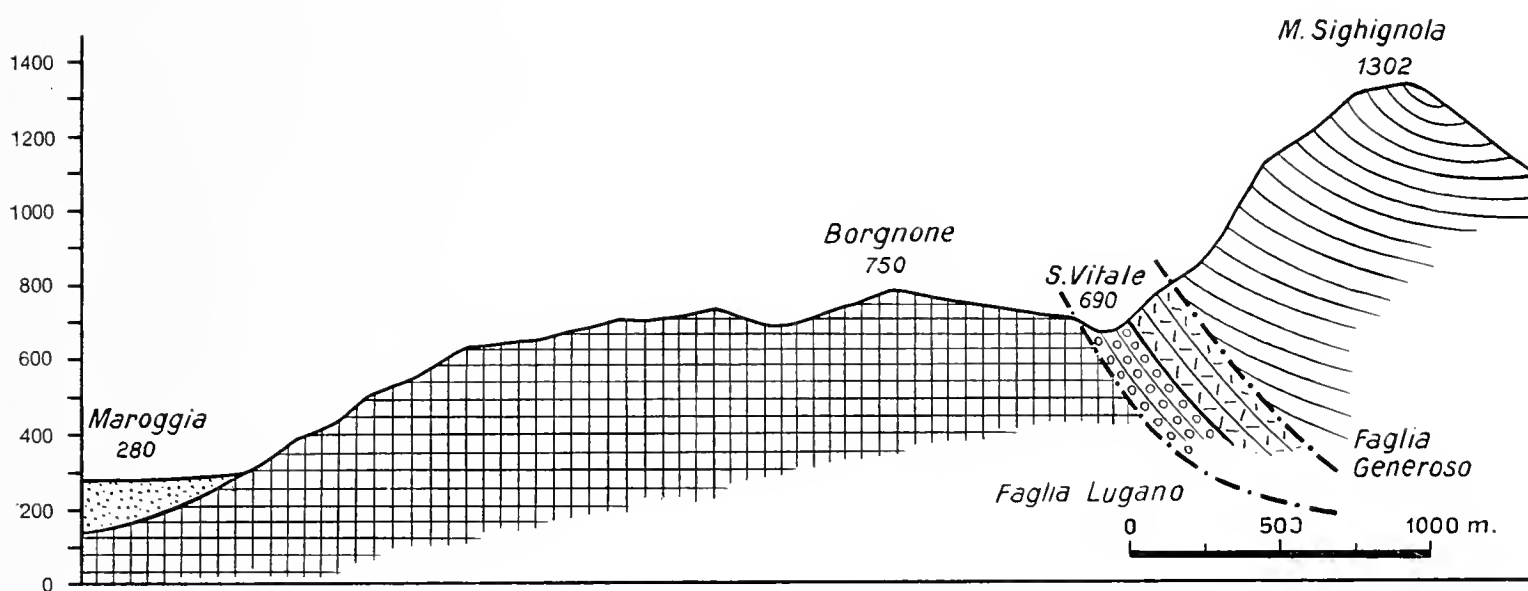 M. Sighignola
1302
1400
1200
1000
800
600
400
200
0
Borgnone
750
S. Vitale
690
Maroggia
280
Faglia
Generoso
Faglia Lugano
0 500 1000 m.